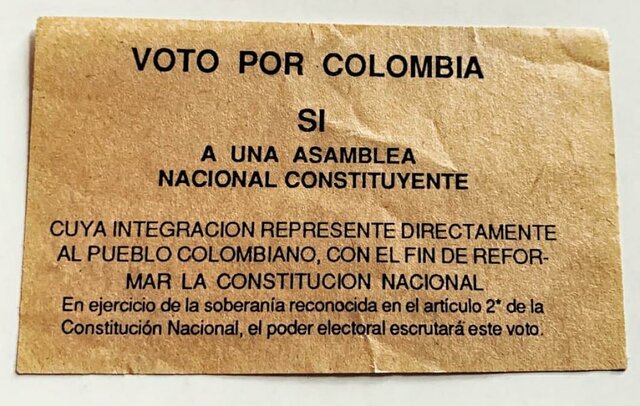 VOTO POR COLOMBIA
SI
A UNA ASAMBLEA
NACIONAL CONSTITUYENTE
CUYA INTEGRACION REPRESENTE DIRECTAMENTE
AL PUEBLO COLOMBIANO, CON EL FIN DE REFOR-
MAR LA CONSTITUCION NACIONAL
En ejercicio de la soberanía reconocida en el artículo 2* de la
Constitución Nacional, el poder electoral escrutará este voto.